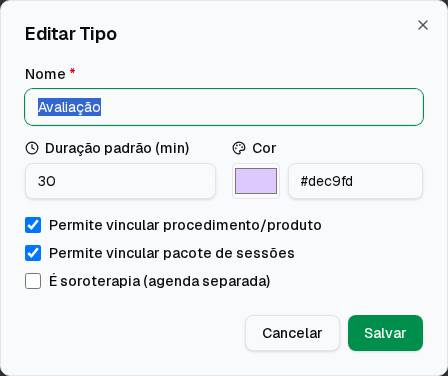 Editar Tipo
Nome *
Avaliação
Duração padrão (min)
Cor
30
#dec9fd
Permite vincular procedimento/produto
Permite vincular pacote de sessões
É soroterapia (agenda separada)
Cancelar
Salvar